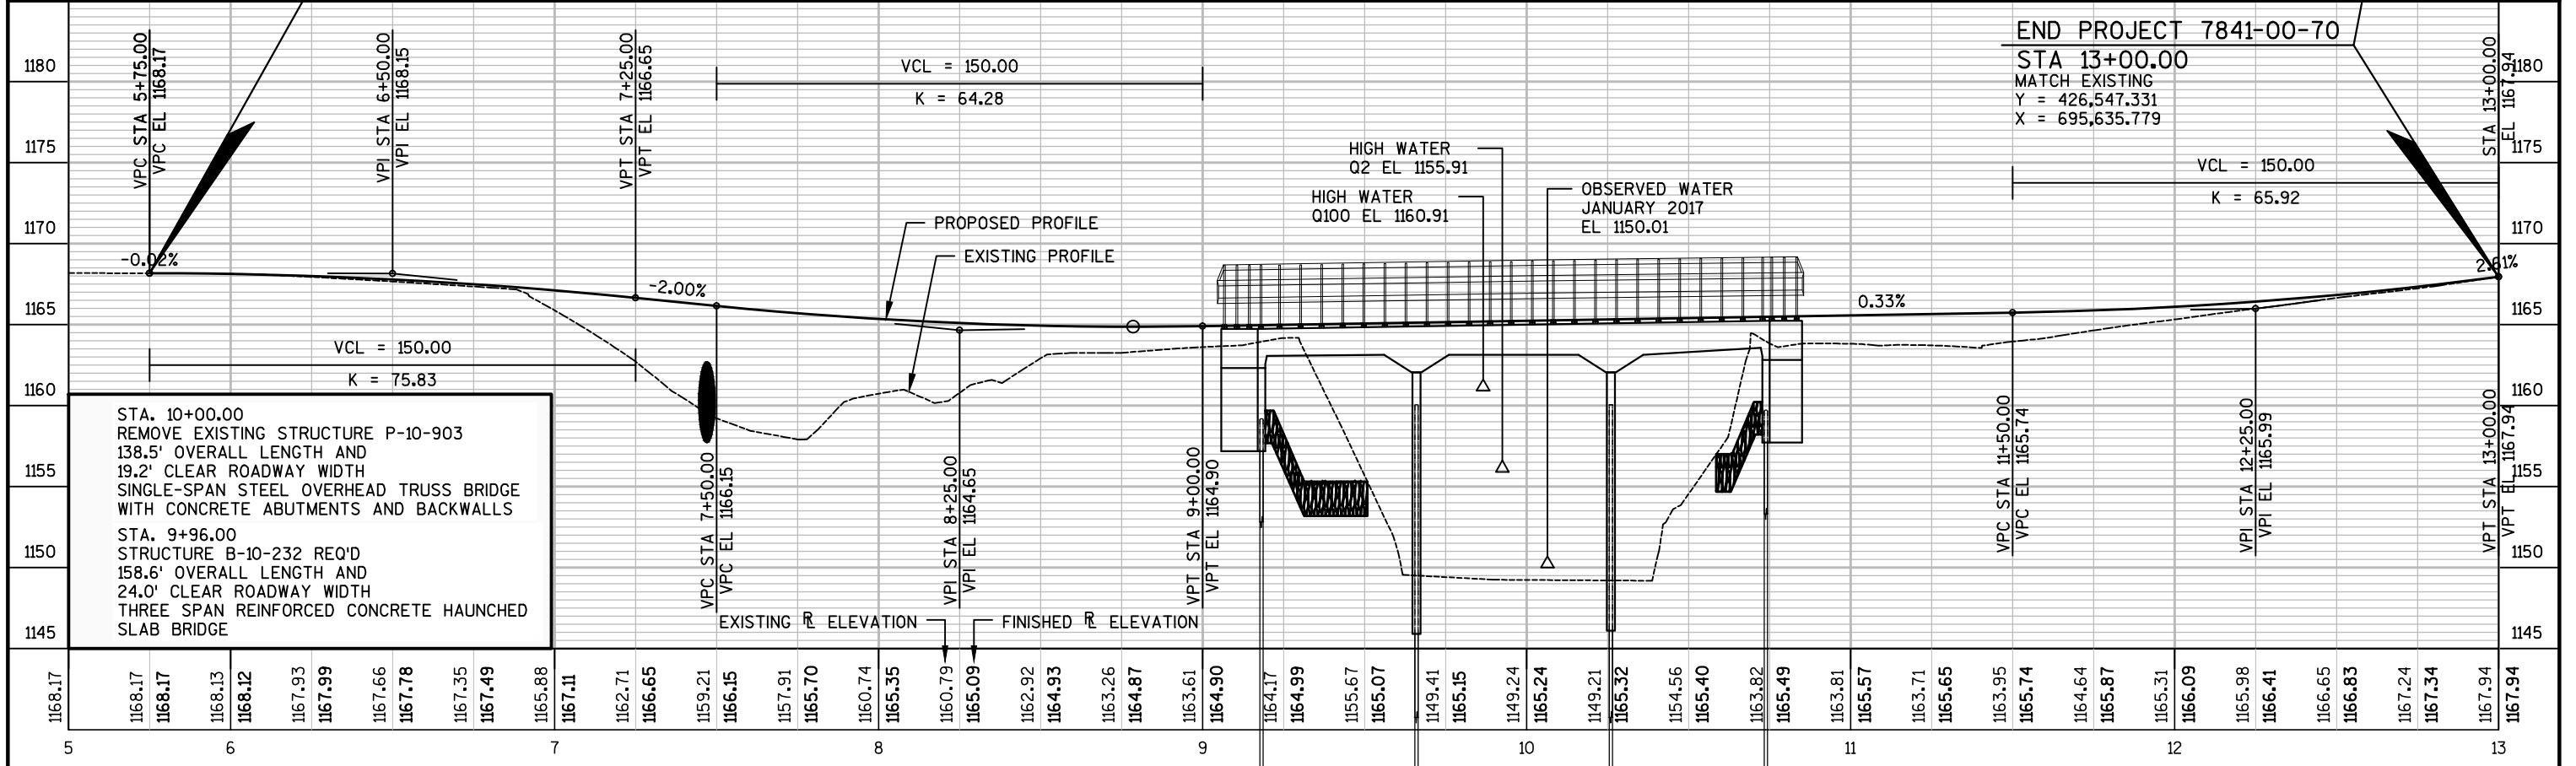 END PROJECT 7841-00-70
STA 13+00.00
MATCH EXISTING
Y = 426,547.331
X = 695,635.779
1180
1175
1170
1165
1160
1155
1150
1145
VPC STA 5+75.00
VPC EL 1168.17
VPI STA 6+50.00
VPI EL 1168.15
VPT STA 7+25.00
VPT EL 1166.65
VCL = 150.00
K = 64.28
HIGH WATER
Q2 EL 1155.91
HIGH WATER
Q100 EL 1160.91
OBSERVED WATER
JANUARY 2017
EL 1150.01
VCL = 150.00
K = 65.92
STA 13+00.00
EL 1167.94
1180
1175
1170
1165
1160
1155
1150
1145
PROPOSED PROFILE
EXISTING PROFILE
-0.02%
-2.00%
0.33%
2.61%
VCL = 150.00
K = 75.83
STA. 10+00.00
REMOVE EXISTING STRUCTURE P-10-903
138.5' OVERALL LENGTH AND
19.2' CLEAR ROADWAY WIDTH
SINGLE-SPAN STEEL OVERHEAD TRUSS BRIDGE
WITH CONCRETE ABUTMENTS AND BACKWALLS
STA. 9+96.00
STRUCTURE B-10-232 REQ'D
158.6' OVERALL LENGTH AND
24.0' CLEAR ROADWAY WIDTH
THREE SPAN REINFORCED CONCRETE HAUNCHED
SLAB BRIDGE
VPC STA 7+50.00
VPC EL 1166.15
VPI STA 8+25.00
VPI EL 1164.65
VPT STA 9+00.00
VPT EL 1164.90
VPC STA 11+50.00
VPC EL 1165.74
VPI STA 12+25.00
VPI EL 1165.99
VPT STA 13+00.00
VPT EL 1167.94
EXISTING ℞ ELEVATION
FINISHED ℞ ELEVATION
1168.17
1168.17 1168.17
1168.13 1168.12
1167.93 1167.99
1167.66 1167.78
1167.35 1167.49
1165.88 1167.11
1162.71 1166.65
1159.21 1166.15
1157.91 1165.70
1160.74 1165.35
1160.79 1165.09
1162.92 1164.93
1163.26 1164.87
1163.61 1164.90
1164.17 1164.99
1155.67 1165.07
1149.41 1165.15
1149.24 1165.24
1149.21 1165.32
1154.56 1165.40
1163.82 1165.49
1163.81 1165.57
1163.71 1165.65
1163.95 1165.74
1164.64 1165.87
1165.31 1166.09
1165.98 1166.41
1166.65 1166.83
1167.24 1167.34
1167.94 1167.94
5 6 7 8 9 10 11 12 13